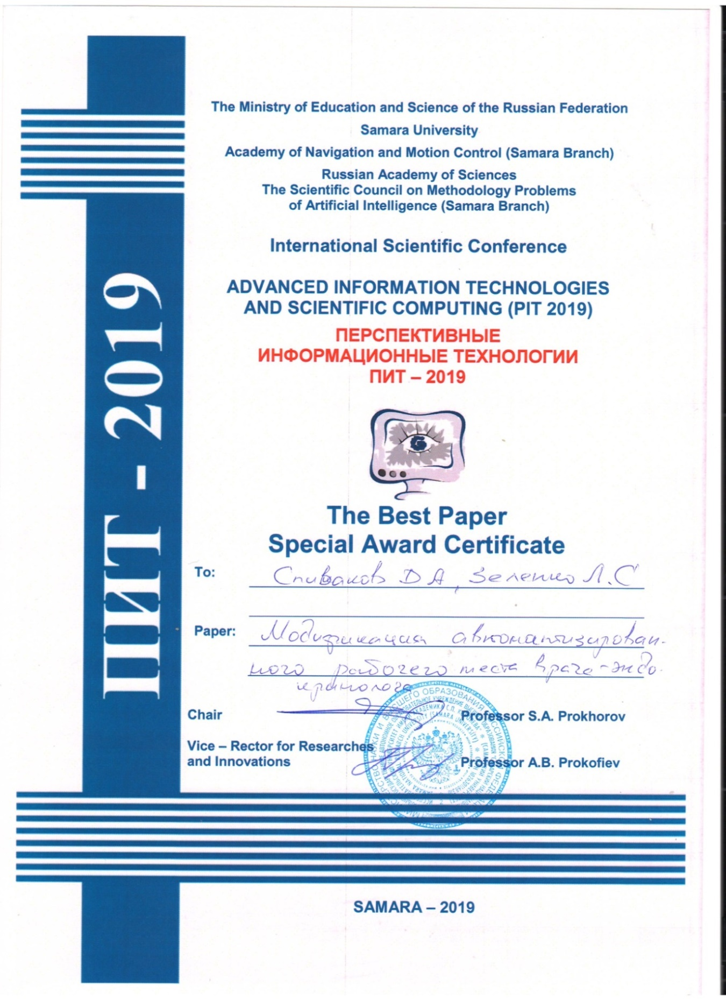 The Ministry of Education and Science of the Russian Federation
Samara University
Academy of Navigation and Motion Control (Samara Branch)
Russian Academy of Sciences
The Scientific Council on Methodology Problems
of Artificial Intelligence (Samara Branch)
International Scientific Conference
ADVANCED INFORMATION TECHNOLOGIES
AND SCIENTIFIC COMPUTING (PIT 2019)
ПЕРСПЕКТИВНЫЕ
ИНФОРМАЦИОННЫЕ ТЕХНОЛОГИИ
ПИТ – 2019
ПИТ - 2019
The Best Paper
Special Award Certificate
To: Спиваков Д А, Зеленко Л.С
Paper: Модификация автоматизирован-
ного рабочего места врача-эндо
кринолога
Chair Professor S.A. Prokhorov
Vice – Rector for Researches
and Innovations Professor A.B. Prokofiev
SAMARA – 2019